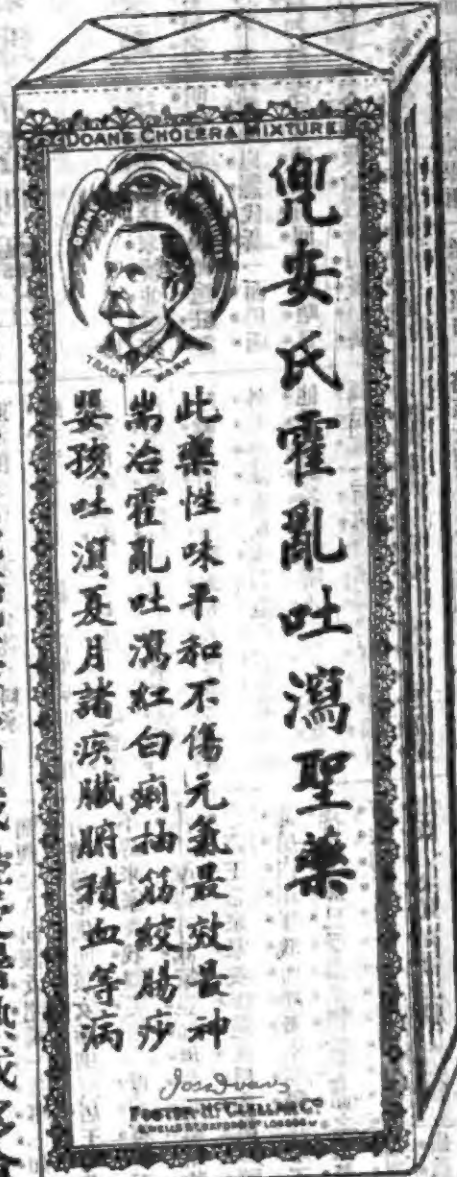 DOANS CHOLERA MIXTURE
DOANS
TRADE MARK
兜安氏霍亂吐瀉聖藥
此藥性味平和不傷元氣最效最神
耑治霍亂吐瀉紅白痢抽筋絞腸痧
嬰孩吐瀉夏月諸疾臟腑積血等病
FOSTER-MCCLELLAN CO